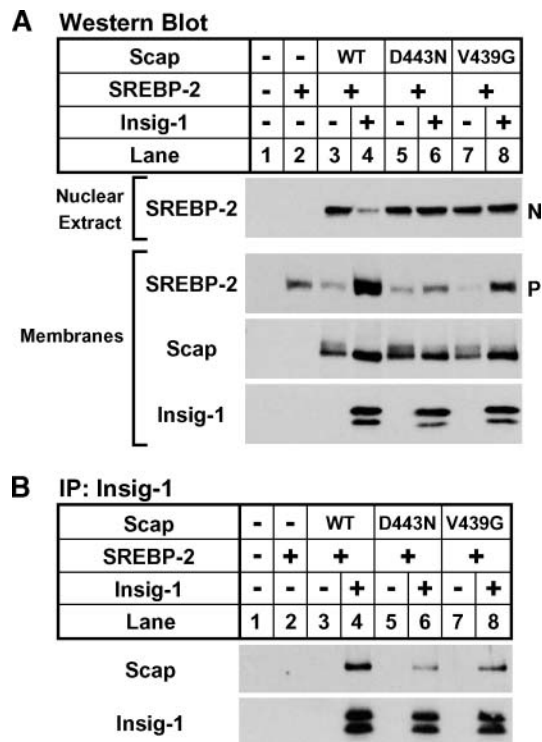 A Western Blot
Scap - - WT D443N V439G
SREBP-2 - + + + +
Insig-1 - - - + - + - +
Lane 1 2 3 4 5 6 7 8
Nuclear Extract SREBP-2 N
Membranes SREBP-2 P
Scap
Insig-1
B IP: Insig-1
Scap - - WT D443N V439G
SREBP-2 - + + + +
Insig-1 - - - + - + - +
Lane 1 2 3 4 5 6 7 8
Scap
Insig-1